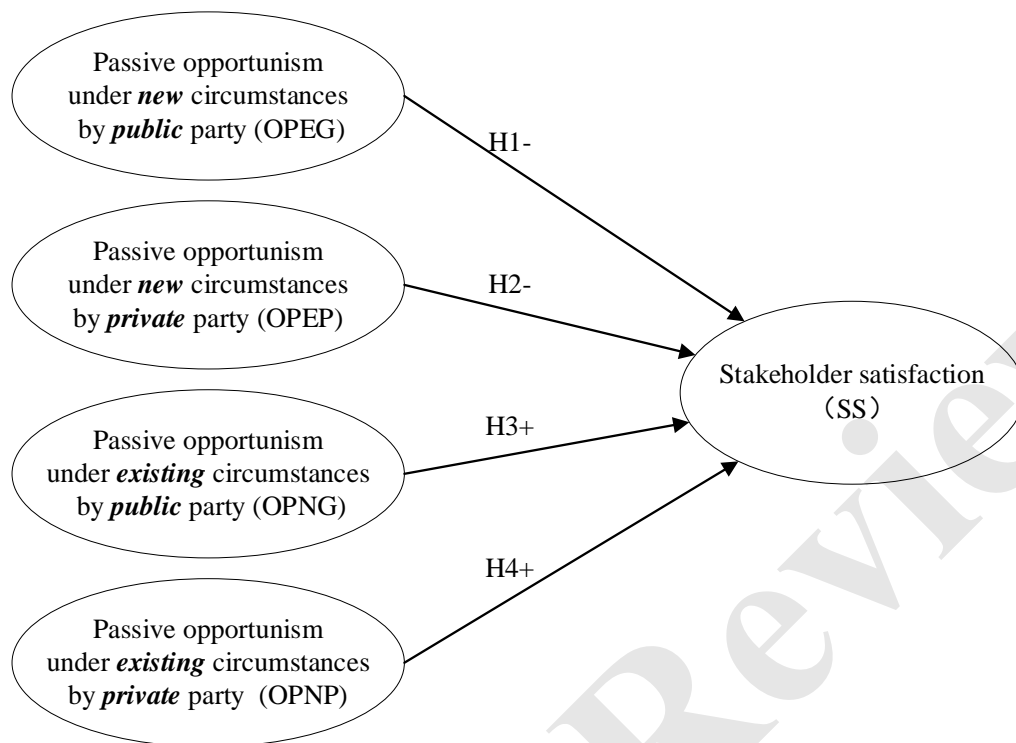 Passive opportunism
under new circumstances
by public party (OPEG)
H1-
Passive opportunism
under new circumstances
by private party (OPEP)
H2-
Stakeholder satisfaction
（SS）
Passive opportunism
under existing circumstances
by public party (OPNG)
H3+
H4+
Passive opportunism
under existing circumstances
by private party (OPNP)
Review